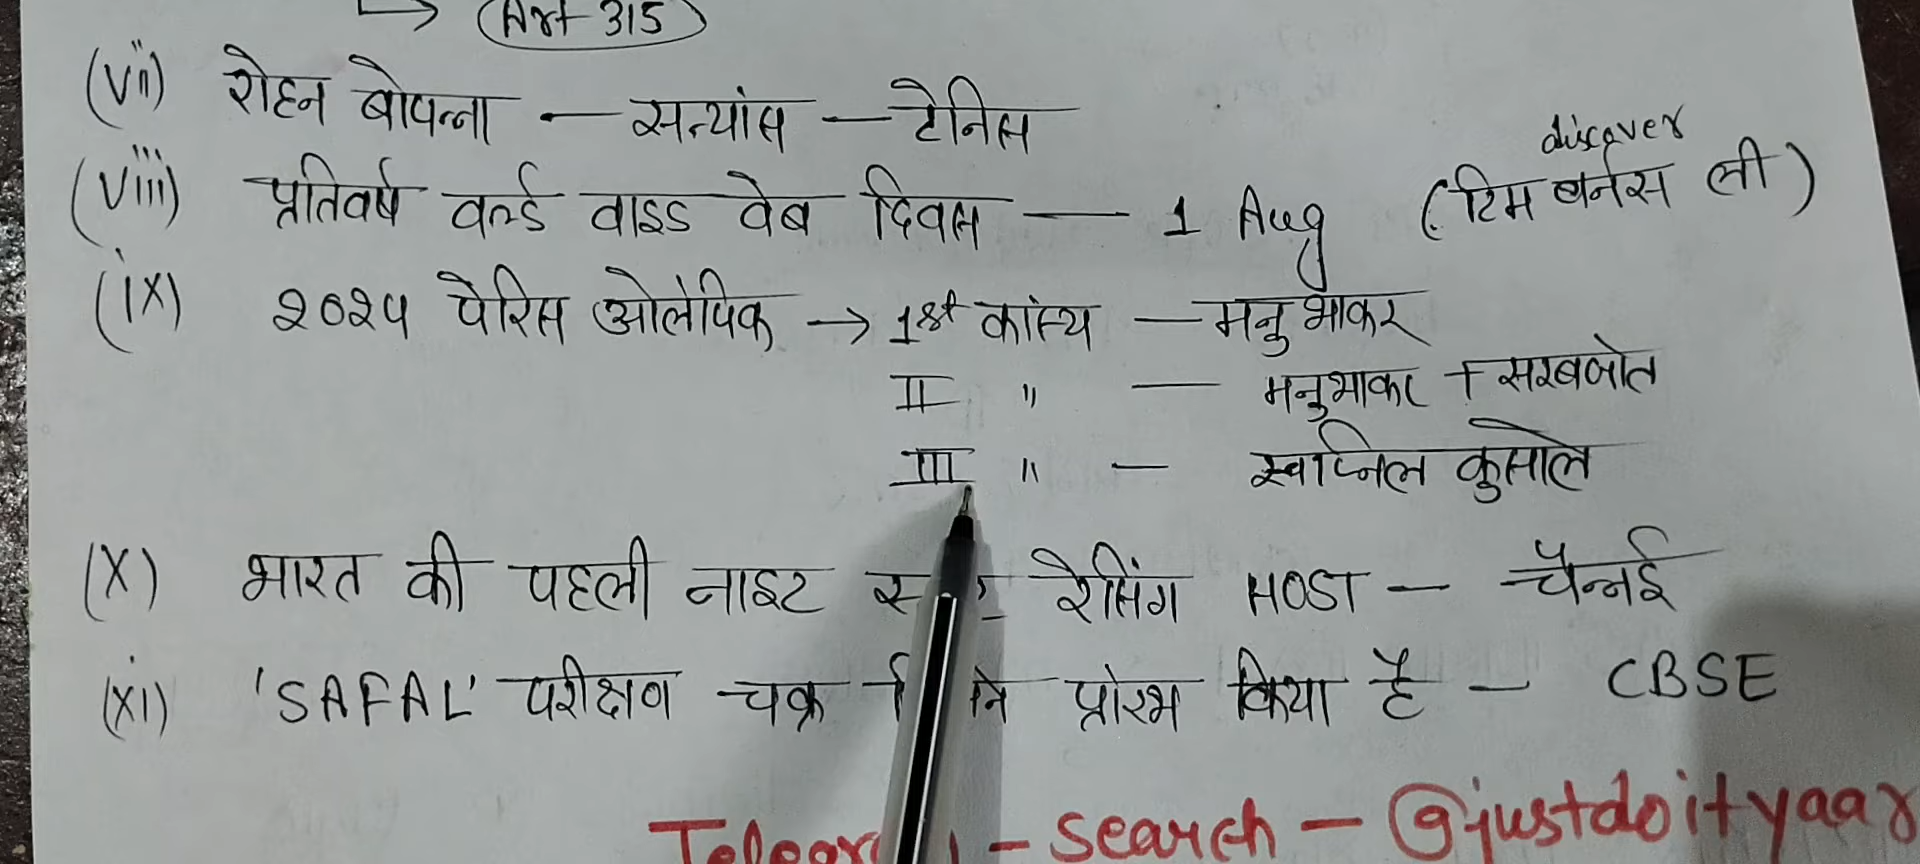 → (Art-315)
(vii) रोहन बोपन्ना — सन्यांस — टेनिस
discover
(viii) प्रतिवर्ष वर्ल्ड वाइड वेब दिवस — 1 Aug (टिम बर्नस ली)
(ix) २०२५ पेरिस ओलंपिक → 1st कांस्य — मनु भाकर
II " — मनुभाकर + सरबजोत
III " — स्वप्निल कुसाले
(X) भारत की पहली नाइट रेसिंग HOST — चैन्नई
(xi) 'SAFAL' परीक्षण चक्र प्रारंभ किया है — CBSE
- search - @justdoityaar